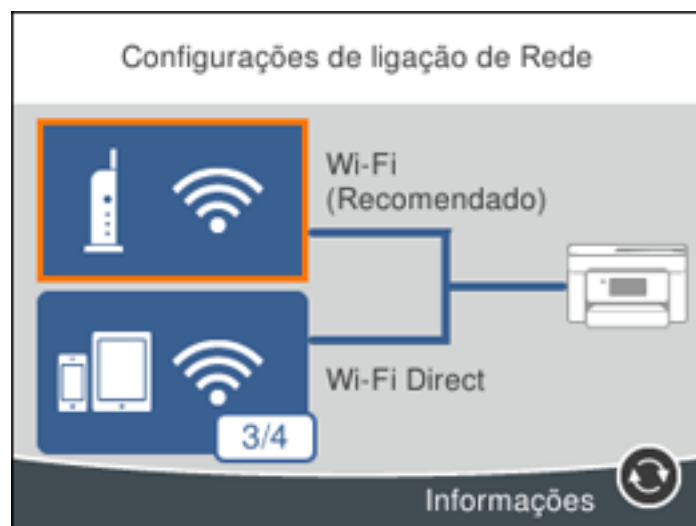 Configurações de ligação de Rede
Wi-Fi
(Recomendado)
Wi-Fi Direct
3/4
Informações